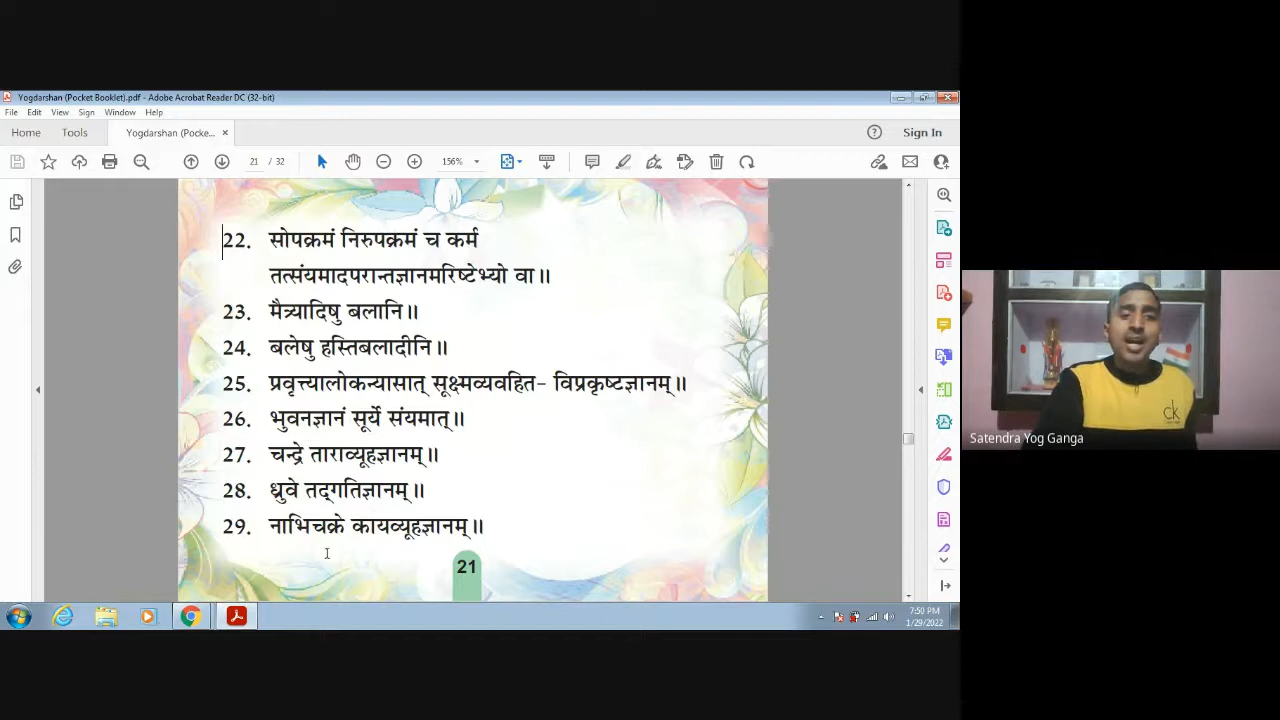 Yogdarshan (Pocket Booklet).pdf - Adobe Acrobat Reader DC (32-bit)
File Edit View Sign Window Help
Home Tools Yogdarshan (Pocke... × Sign In
21 / 32 156%
22. सोपक्रमं निरुपक्रमं च कर्म
तत्संयमादपरान्तज्ञानमरिष्टेभ्यो वा॥
23. मैत्र्यादिषु बलानि॥
24. बलेषु हस्तिबलादीनि॥
25. प्रवृत्त्यालोकन्यासात् सूक्ष्मव्यवहित- विप्रकृष्टज्ञानम्॥
26. भुवनज्ञानं सूर्ये संयमात्॥
27. चन्द्रे ताराव्यूहज्ञानम्॥
28. ध्रुवे तद्गतिज्ञानम्॥
29. नाभिचक्रे कायव्यूहज्ञानम्॥
21
ck
Satendra Yog Ganga
7:50 PM
1/29/2022